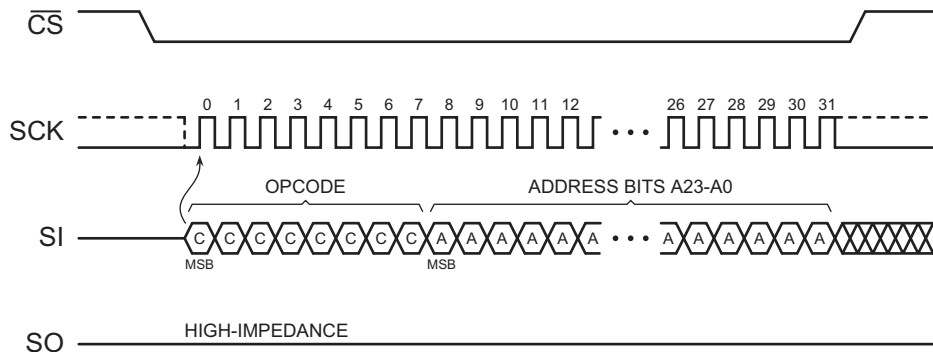 CS
0 1 2 3 4 5 6 7 8 9 10 11 12 26 27 28 29 30 31
SCK
OPCODE ADDRESS BITS A23-A0
SI C C C C C C C C A A A A A A A A A A A A
MSB MSB
HIGH-IMPEDANCE
SO